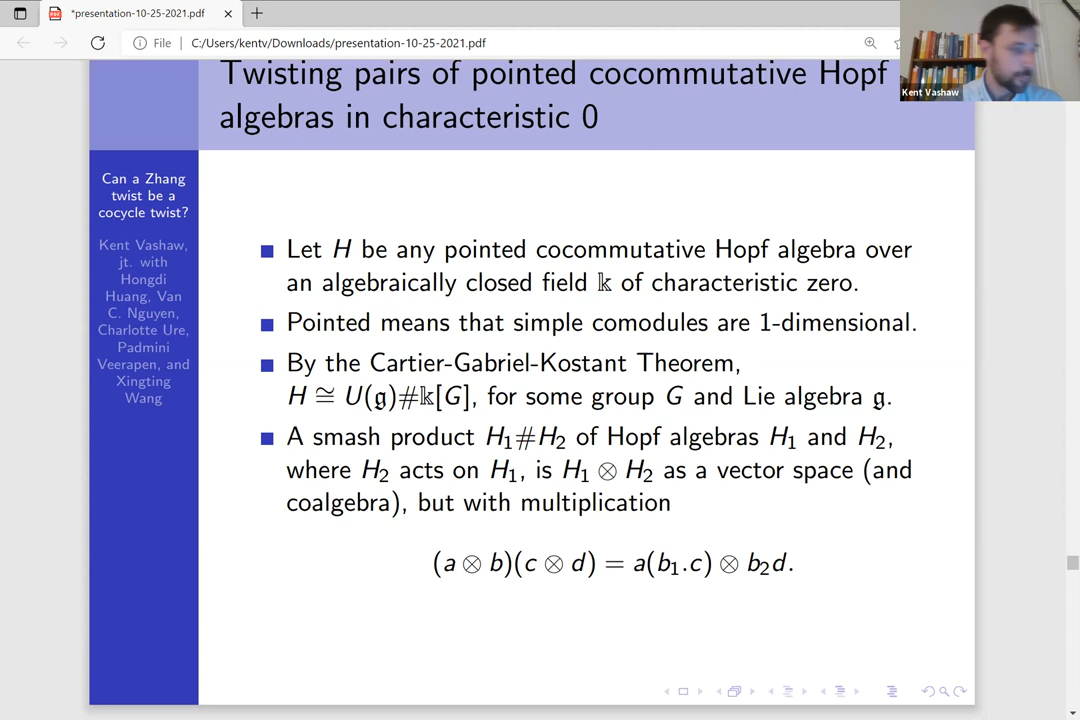 *presentation-10-25-2021.pdf
File | C:/Users/kentv/Downloads/presentation-10-25-2021.pdf
Kent Vashaw
Twisting pairs of pointed cocommutative Hopf
algebras in characteristic 0
Can a Zhang
twist be a
cocycle twist?
Kent Vashaw,
jt. with
Hongdi
Huang, Van
C. Nguyen,
Charlotte Ure,
Padmini
Veerapen, and
Xingting
Wang
Let H be any pointed cocommutative Hopf algebra over
an algebraically closed field 𝕜 of characteristic zero.
Pointed means that simple comodules are 1-dimensional.
By the Cartier-Gabriel-Kostant Theorem,
H ≅ U(𝔤)#𝕜[G], for some group G and Lie algebra 𝔤.
A smash product H₁#H₂ of Hopf algebras H₁ and H₂,
where H₂ acts on H₁, is H₁ ⊗ H₂ as a vector space (and
coalgebra), but with multiplication
(a ⊗ b)(c ⊗ d) = a(b₁.c) ⊗ b₂d.